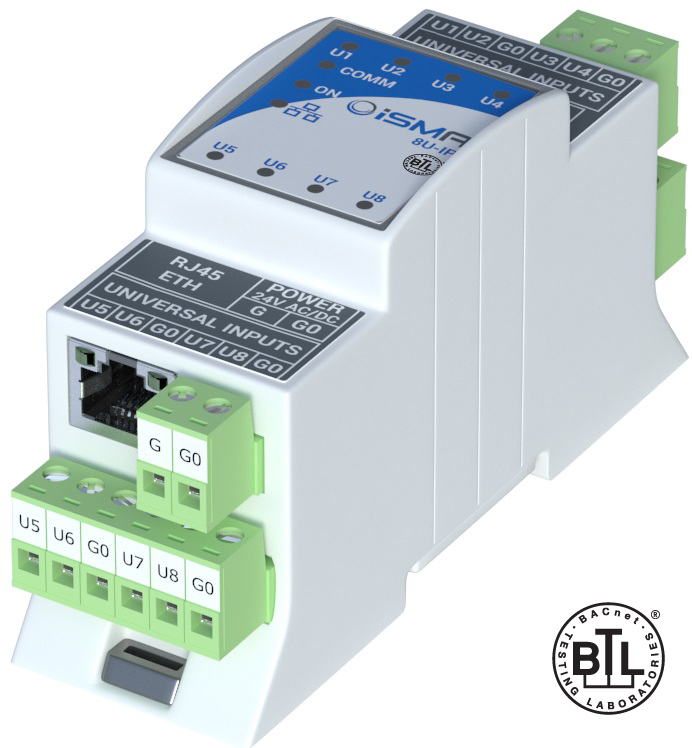 U1 U2 G0 U3 U4 G0
UNIVERSAL INPUTS
U1 U2 U3 U4
COMM
ON
iSMA
8U-IP
BTL
U5 U6 U7 U8
RJ45
ETH
POWER
24V AC/DC
G G0
UNIVERSAL INPUTS
U5 U6 G0 U7 U8 G0
G G0
U5 U6 G0 U7 U8 G0
BACnet
TESTING LABORATORIES
BTL
®